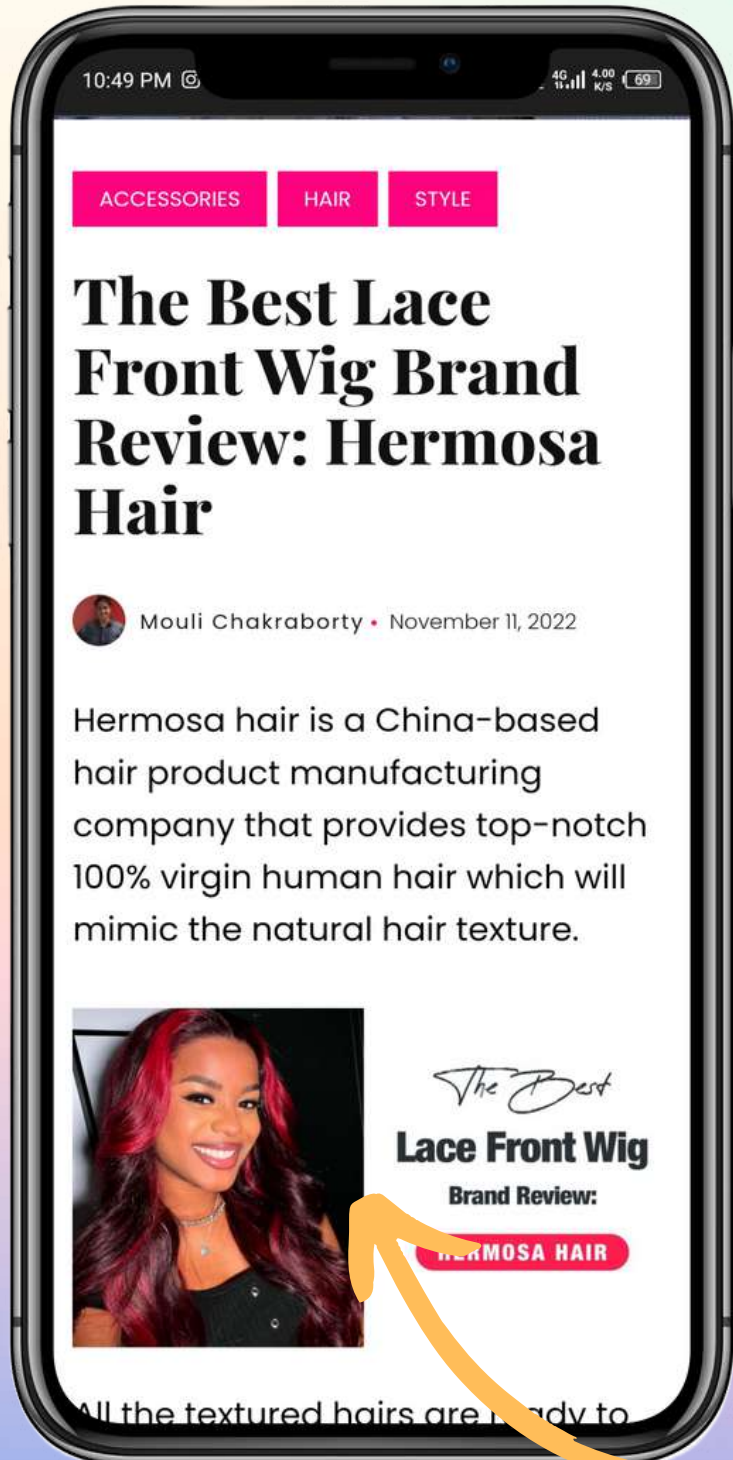 10:49 PM
4G 4.00 K/S 69
ACCESSORIES HAIR STYLE
The Best Lace
Front Wig Brand
Review: Hermosa
Hair
Mouli Chakraborty • November 11, 2022
Hermosa hair is a China-based
hair product manufacturing
company that provides top-notch
100% virgin human hair which will
mimic the natural hair texture.
The Best
Lace Front Wig
Brand Review:
HERMOSA HAIR
All the textured hairs are ready to